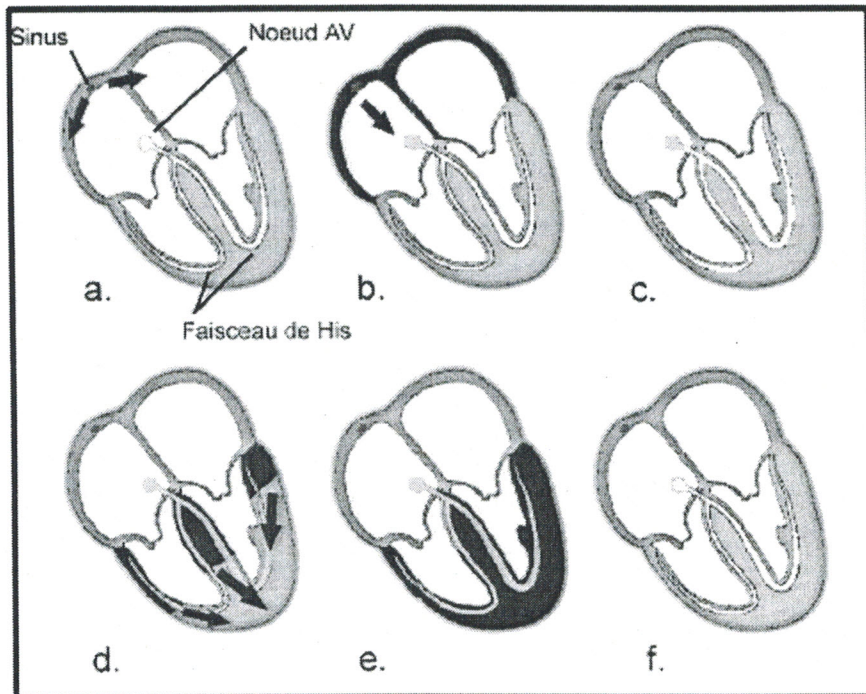 Sinus
Noeud AV
a.
b.
c.
Faisceau de His
d.
e.
f.